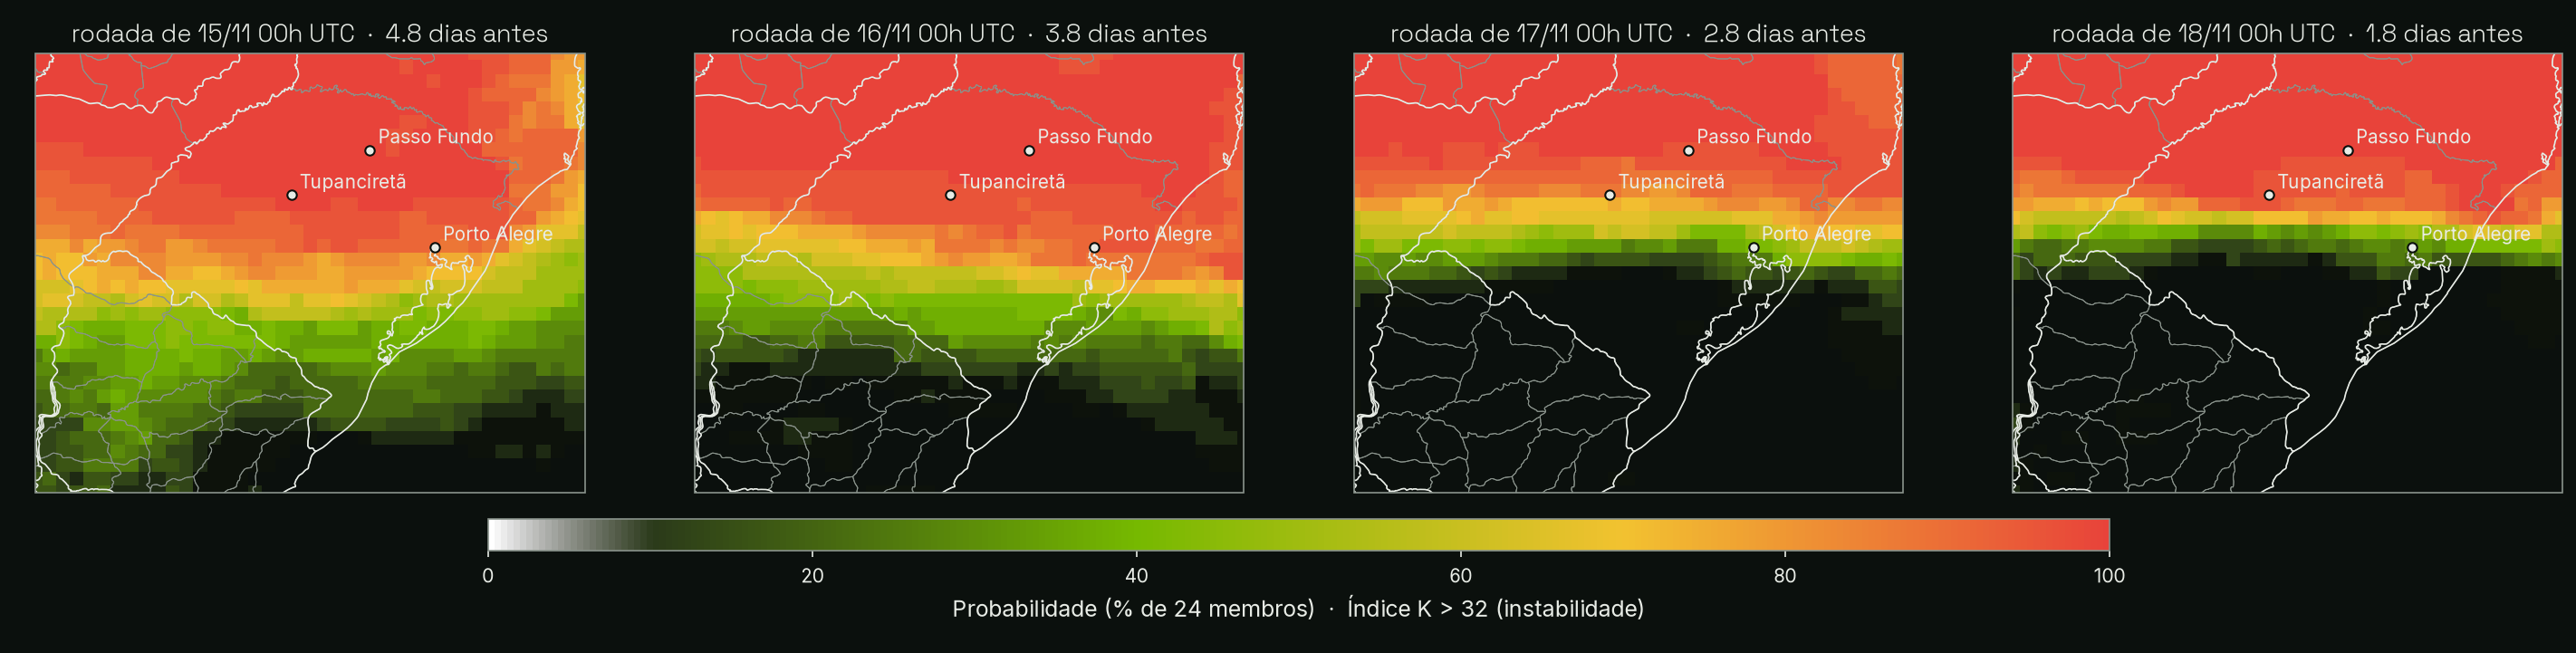 rodada de 15/11 00h UTC · 4.8 dias antes
Passo Fundo
Tupanciretã
Porto Alegre
rodada de 16/11 00h UTC · 3.8 dias antes
Passo Fundo
Tupanciretã
Porto Alegre
rodada de 17/11 00h UTC · 2.8 dias antes
Passo Fundo
Tupanciretã
Porto Alegre
rodada de 18/11 00h UTC · 1.8 dias antes
Passo Fundo
Tupanciretã
Porto Alegre
0 20 40 60 80 100
Probabilidade (% de 24 membros) · Índice K > 32 (instabilidade)